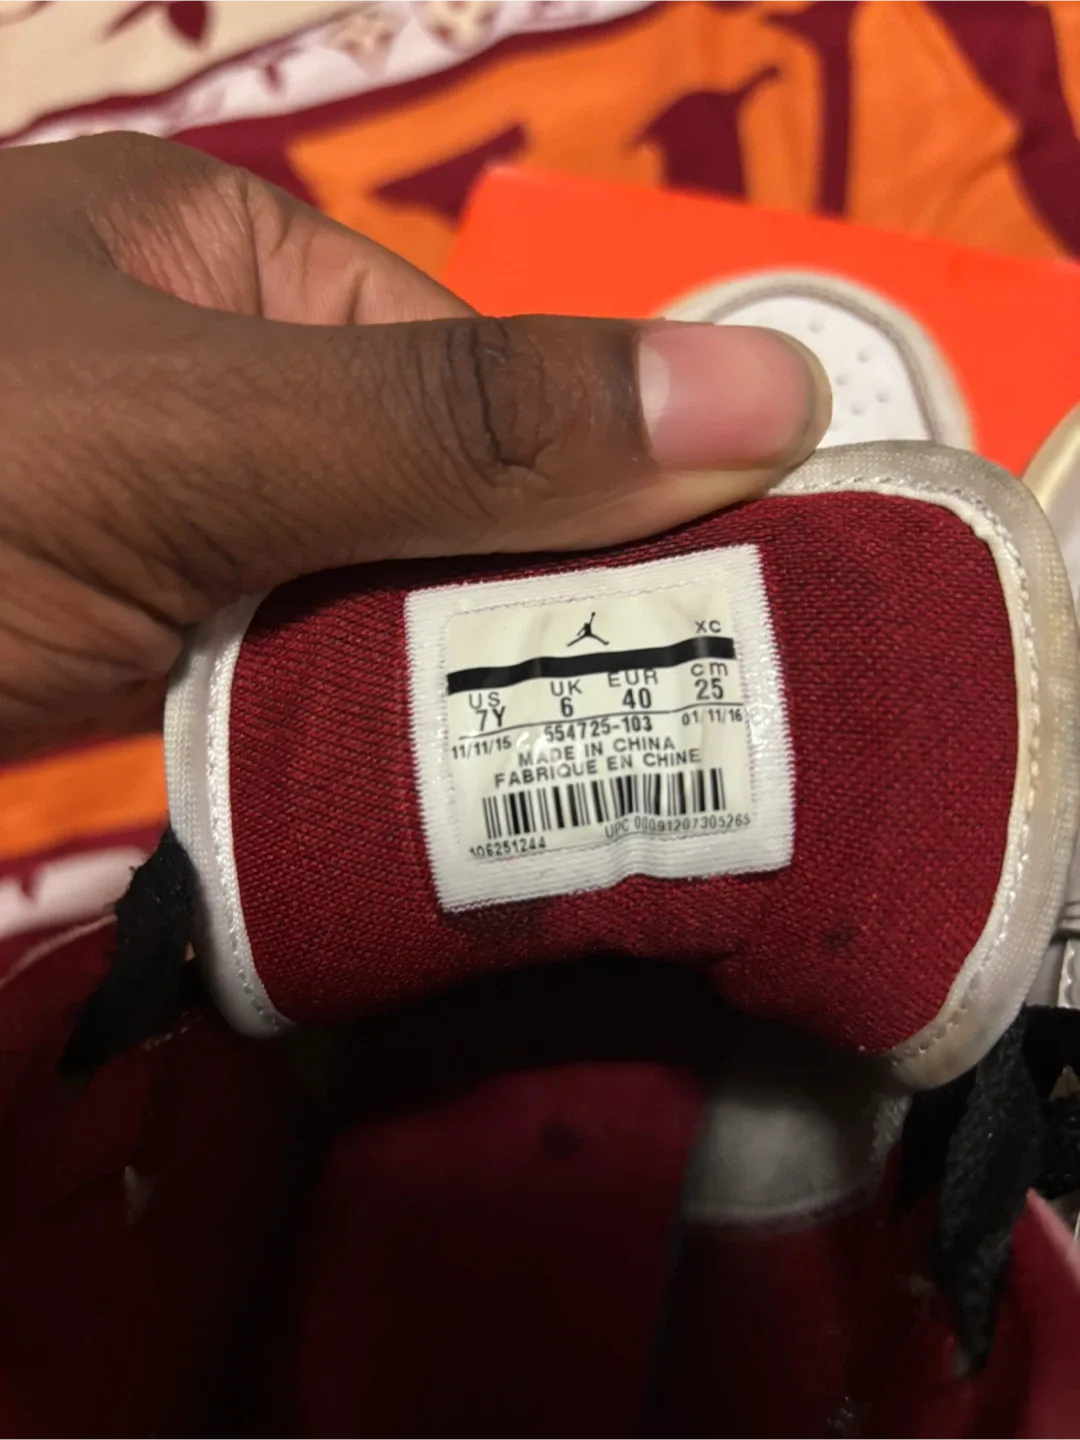 XC
US UK EUR cm
7Y 6 40 25
11/11/15 554725-103 01/11/16
MADE IN CHINA
FABRIQUE EN CHINE
UPC 00091207305265
106251244